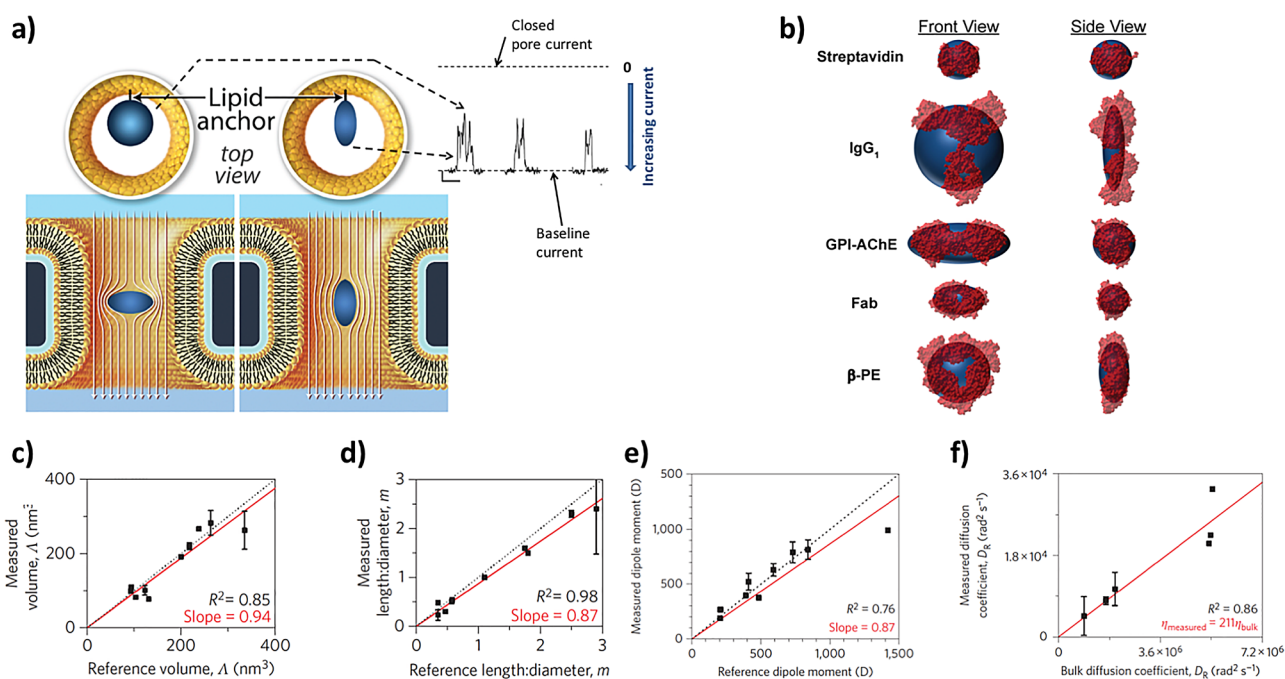 a)
Closed
pore current
0
Lipid
anchor
top
view
Increasing current
Baseline
current
b)
Front View
Side View
Streptavidin
IgG1
GPI-AChE
Fab
β-PE
c)
Measured
volume, Λ (nm3
400
200
0
0
200
400
R2 = 0.85
Slope = 0.94
Reference volume, Λ (nm3)
d)
Measured
length:diameter, m
3
2
1
0
0
1
2
3
R2 = 0.98
Slope = 0.87
Reference length:diameter, m
e)
Measured dipole moment (D)
500
500
1,000
500
0
0
500
1,000
1,500
R2 = 0.76
Slope = 0.87
Reference dipole moment (D)
f)
Measured diffusion
coefficient, DR (rad2 s−1)
3.6 × 104
1.8 × 104
0
0
3.6 × 106
7.2 × 106
R2 = 0.86
ηmeasured = 211ηbulk
Bulk diffusion coefficient, DR (rad2 s−1)